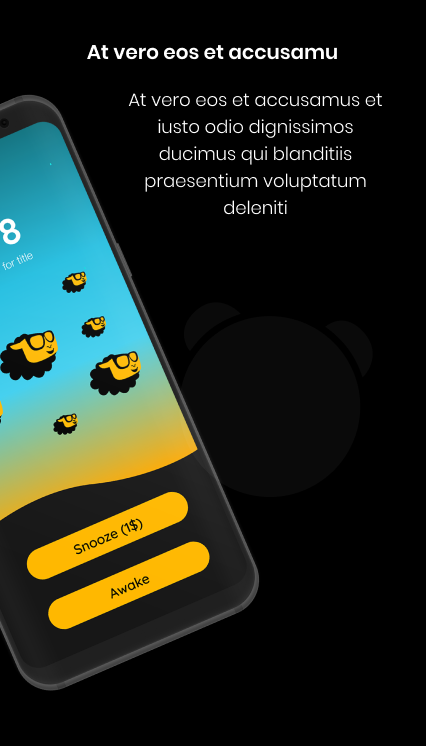 At vero eos et accusamu
At vero eos et accusamus et
iusto odio dignissimos
ducimus qui blanditiis
praesentium voluptatum
deleniti
8
for title
Snooze (1$)
Awake